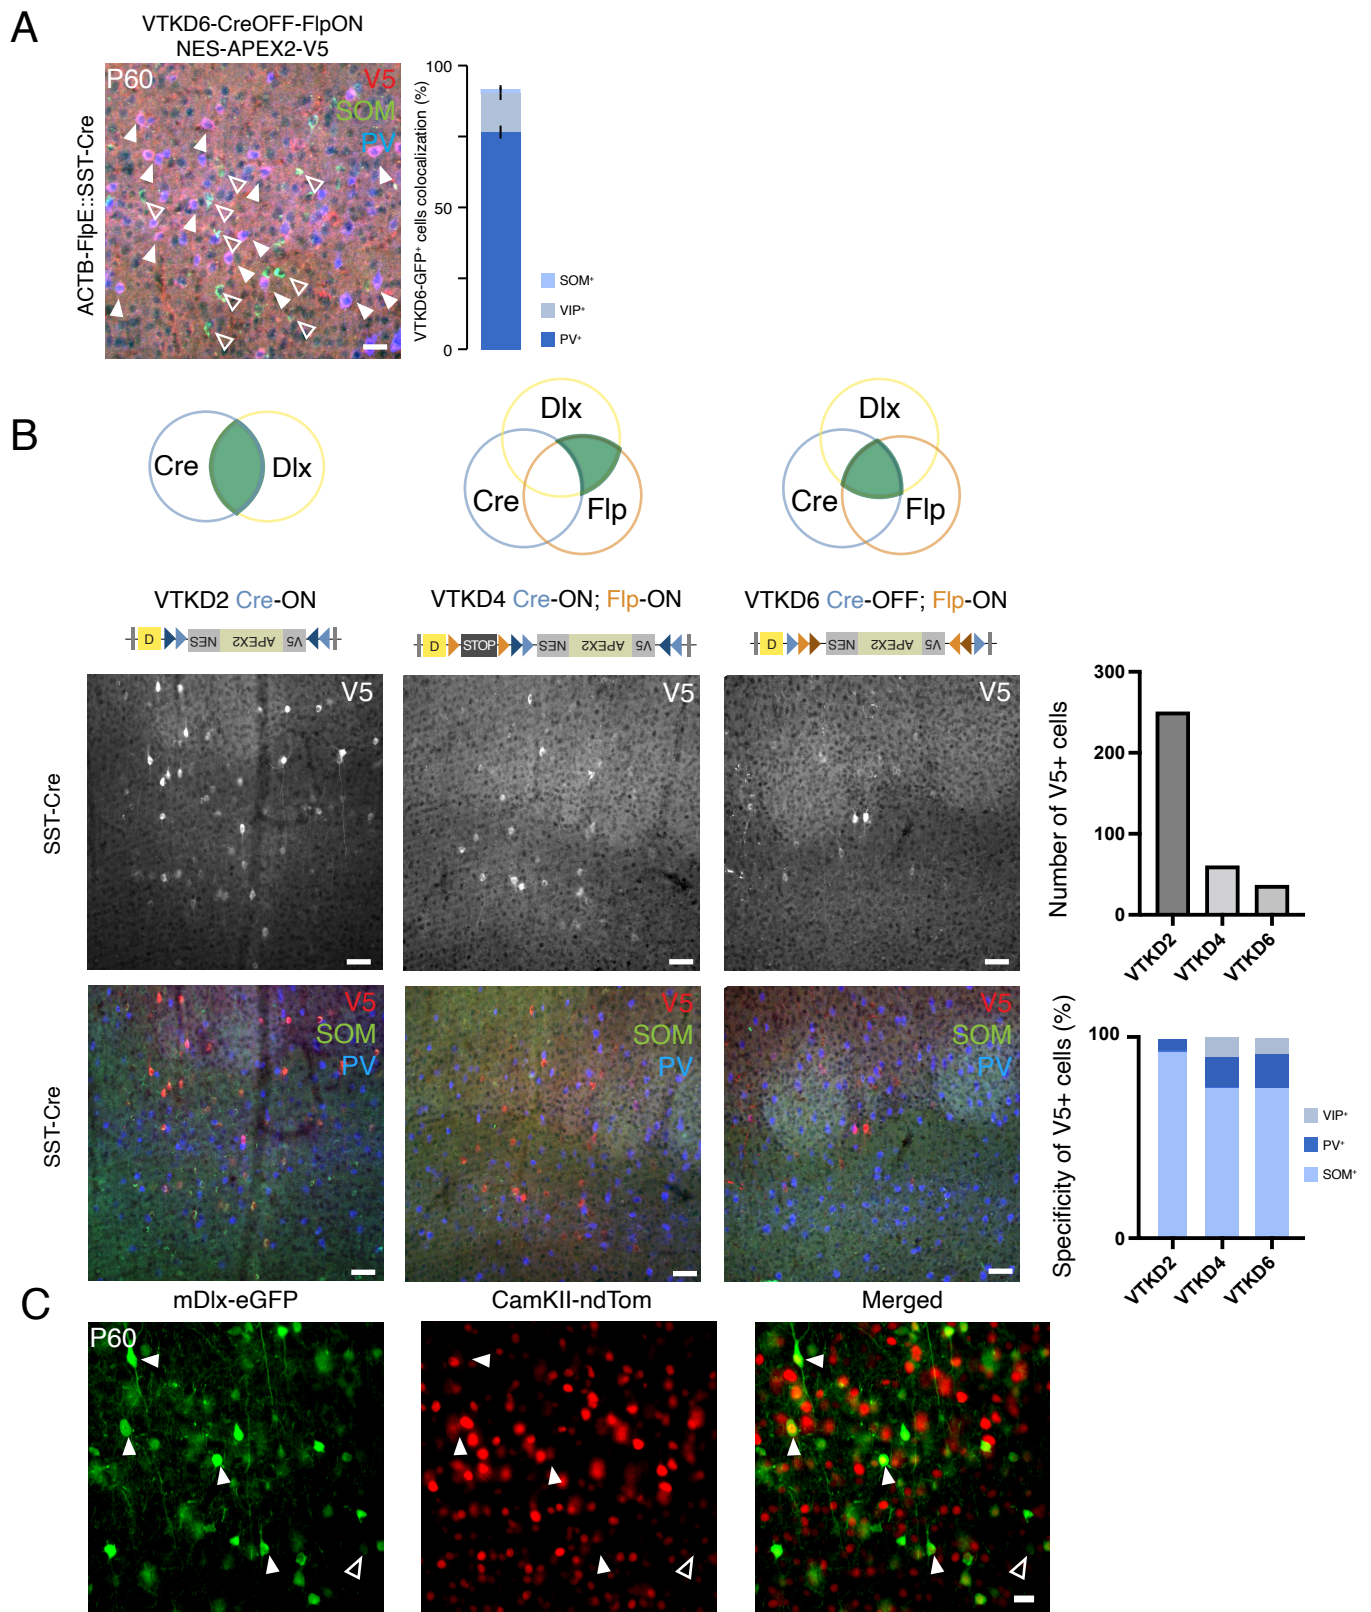 A
VTKD6-CreOFF-FlpON
NES-APEX2-V5
ACTB-FlpE::SST-Cre
P60
V5
SOM
PV
VTKD6-GFP⁺ cells colocalization (%)
100
50
0
SOM⁺
VIP⁺
PV⁺
B
Cre
Dlx
Dlx
Cre
Flp
Dlx
Cre
Flp
VTKD2 Cre-ON
VTKD4 Cre-ON; Flp-ON
VTKD6 Cre-OFF; Flp-ON
D
NES
APEX2
V5
D
STOP
NES
APEX2
V5
D
NES
APEX2
V5
SST-Cre
V5
V5
V5
Number of V5+ cells
300
200
100
0
VTKD2
VTKD4
VTKD6
SST-Cre
V5
SOM
PV
V5
SOM
PV
V5
SOM
PV
Specificity of V5+ cells (%)
100
0
VTKD2
VTKD4
VTKD6
VIP⁺
PV⁺
SOM⁺
C
mDlx-eGFP
CamKII-ndTom
Merged
P60